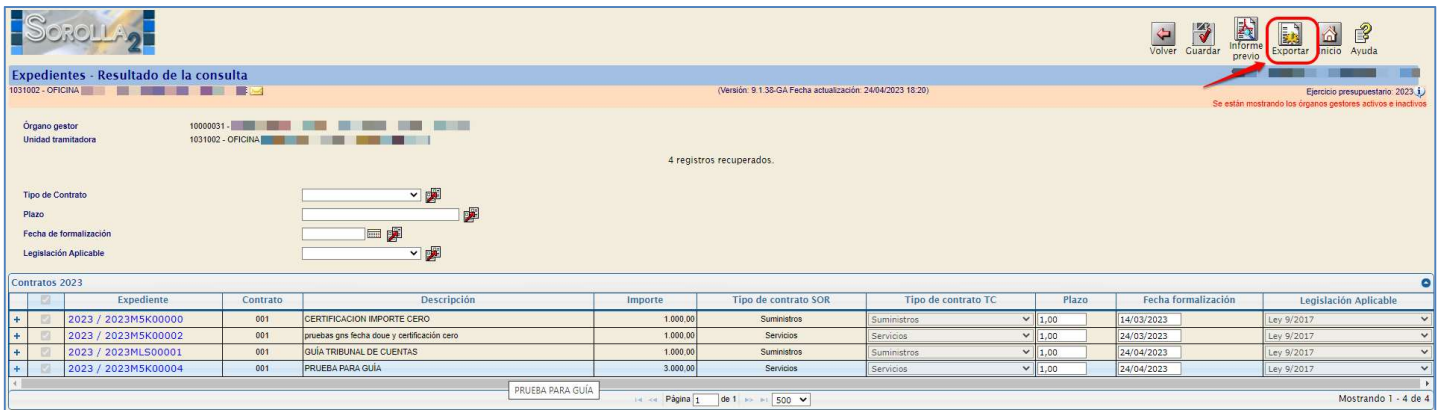 SOROLLA2
Volver Guardar Informe previo Exportar Inicio Ayuda
Expedientes - Resultado de la consulta
1031002 - OFICINA
(Versión: 9.1.38-GA Fecha actualización: 24/04/2023 18:20)
Ejercicio presupuestario: 2023
Se están mostrando los órganos gestores activos e inactivos
Órgano gestor 10000031 -
Unidad tramitadora 1031002 - OFICINA
4 registros recuperados.
Tipo de Contrato
Plazo
Fecha de formalización
Legislación Aplicable
Contratos 2023
Expediente Contrato Descripción Importe Tipo de contrato SOR Tipo de contrato TC Plazo Fecha formalización Legislación Aplicable
+ 2023 / 2023M5K00000 001 CERTIFICACION IMPORTE CERO 1.000,00 Suministros Suministros 1,00 14/03/2023 Ley 9/2017
+ 2023 / 2023M5K00002 001 pruebas gns fecha doue y certificación cero 1.000,00 Servicios Servicios 1,00 24/03/2023 Ley 9/2017
+ 2023 / 2023MLS00001 001 GUÍA TRIBUNAL DE CUENTAS 1.000,00 Suministros Suministros 1,00 24/04/2023 Ley 9/2017
+ 2023 / 2023M5K00004 001 PRUEBA PARA GUÍA 3.000,00 Servicios Servicios 1,00 24/04/2023 Ley 9/2017
PRUEBA PARA GUÍA
Página 1 de 1 500 Mostrando 1 - 4 de 4